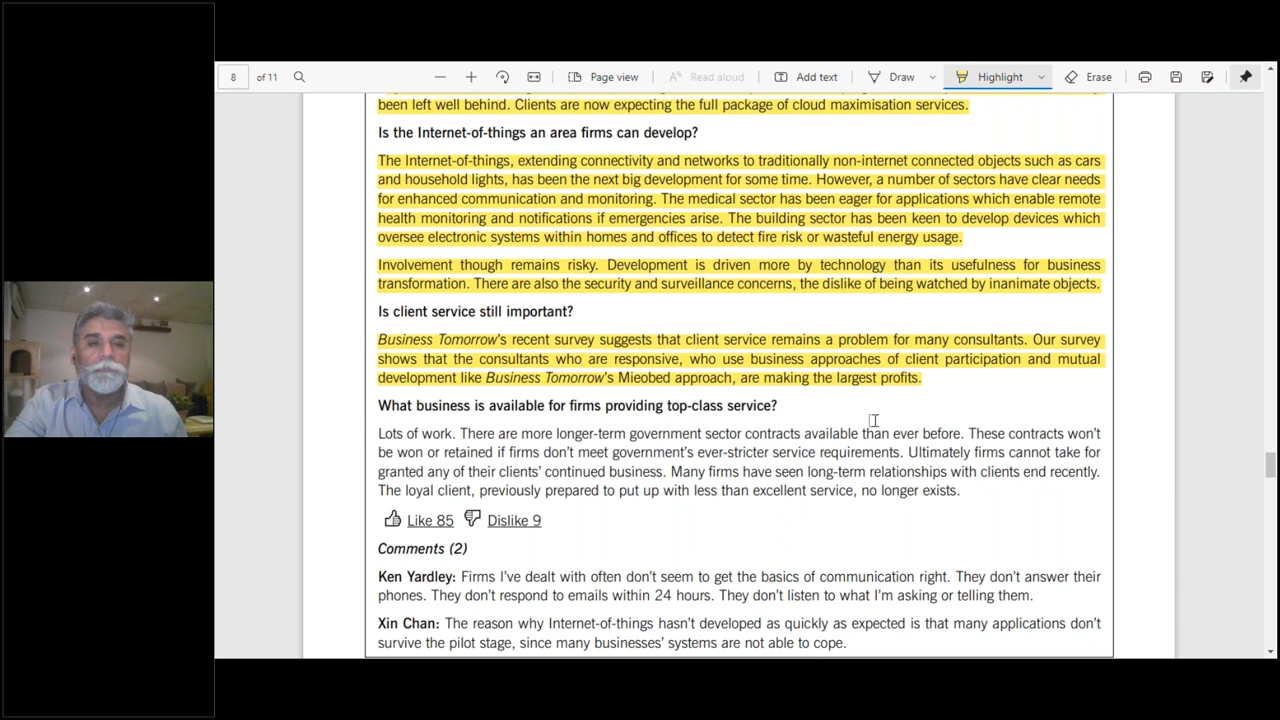 8 of 11
Page view
Read aloud
Add text
Draw
Highlight
Erase
been left well behind. Clients are now expecting the full package of cloud maximisation services.
Is the Internet-of-things an area firms can develop?
The Internet-of-things, extending connectivity and networks to traditionally non-internet connected objects such as cars
and household lights, has been the next big development for some time. However, a number of sectors have clear needs
for enhanced communication and monitoring. The medical sector has been eager for applications which enable remote
health monitoring and notifications if emergencies arise. The building sector has been keen to develop devices which
oversee electronic systems within homes and offices to detect fire risk or wasteful energy usage.
Involvement though remains risky. Development is driven more by technology than its usefulness for business
transformation. There are also the security and surveillance concerns, the dislike of being watched by inanimate objects.
Is client service still important?
Business Tomorrow's recent survey suggests that client service remains a problem for many consultants. Our survey
shows that the consultants who are responsive, who use business approaches of client participation and mutual
development like Business Tomorrow's Mieobed approach, are making the largest profits.
What business is available for firms providing top-class service?
Lots of work. There are more longer-term government sector contracts available than ever before. These contracts won't
be won or retained if firms don't meet government's ever-stricter service requirements. Ultimately firms cannot take for
granted any of their clients' continued business. Many firms have seen long-term relationships with clients end recently.
The loyal client, previously prepared to put up with less than excellent service, no longer exists.
Like 85 Dislike 9
Comments (2)
Ken Yardley: Firms I've dealt with often don't seem to get the basics of communication right. They don't answer their
phones. They don't respond to emails within 24 hours. They don't listen to what I'm asking or telling them.
Xin Chan: The reason why Internet-of-things hasn't developed as quickly as expected is that many applications don't
survive the pilot stage, since many businesses' systems are not able to cope.